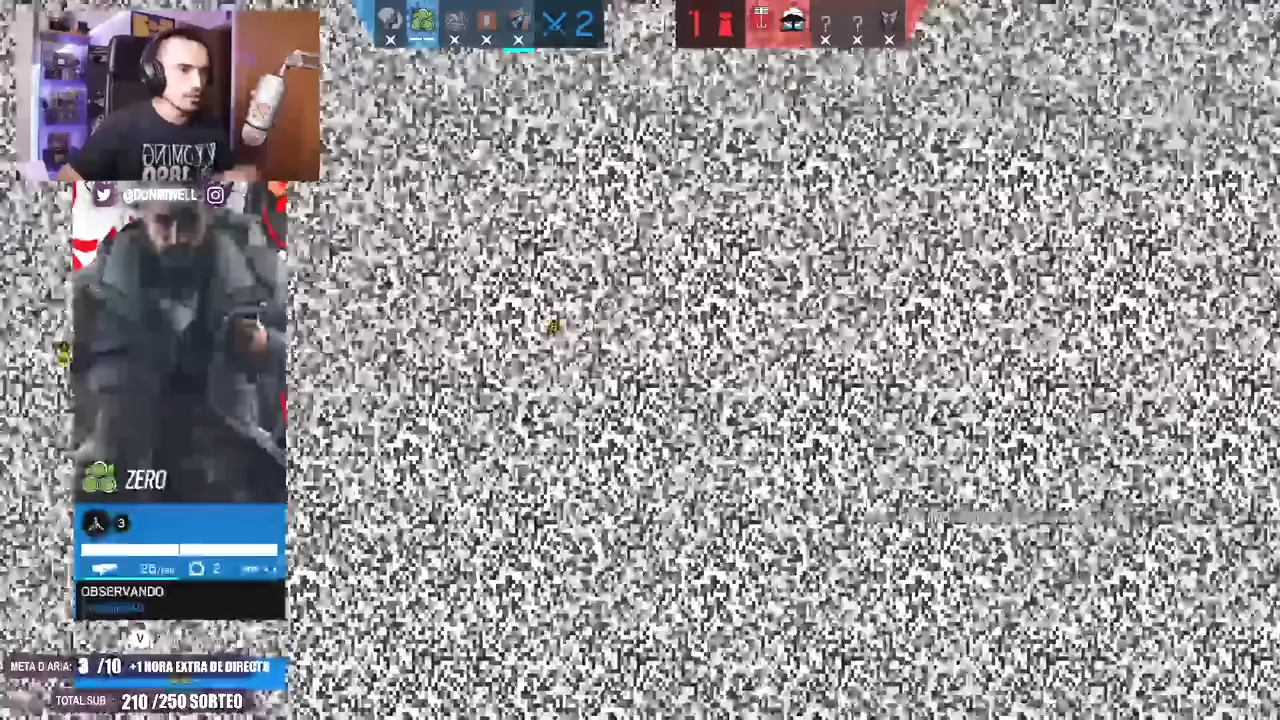 2
1
? ?
@DONMIWELL
ZERO
3
2
OBSERVANDO
V
META DIARIA: 3 /10 +1 HORA EXTRA DE DIRECTO
TOTAL SUB : 210 /250 SORTEO